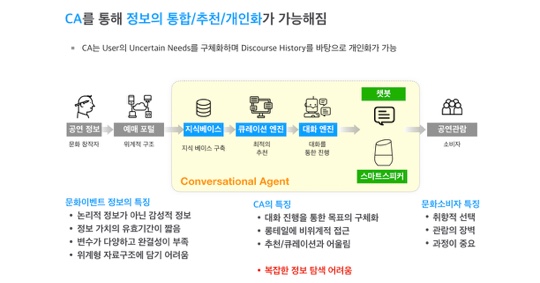 CA를 통해 정보의 통합/추천/개인화가 가능해짐
CA는 User의 Uncertain Needs를 구체화하며 Discourse History를 바탕으로 개인화가 가능
챗봇
공연 정보
예매 포털
지식베이스
큐레이션 엔진
대화 엔진
공연관람
문화 창작자
위계적 구조
지식 베이스 구축
최적의
추천
대화를
통한 진행
소비자
스마트스피커
Conversational Agent
문화이벤트 정보의 특징
• 논리적 정보가 아닌 감성적 정보
• 정보 가치의 유효기간이 짧음
• 변수가 다양하고 완결성이 부족
• 위계형 자료구조에 담기 어려움
CA의 특징
• 대화 진행을 통한 목표의 구체화
• 롱테일에 비위계적 접근
• 추천/큐레이션과 어울림
• 복잡한 정보 탐색 어려움
문화소비자 특징
• 취향적 선택
• 관람의 장벽
• 과정이 중요